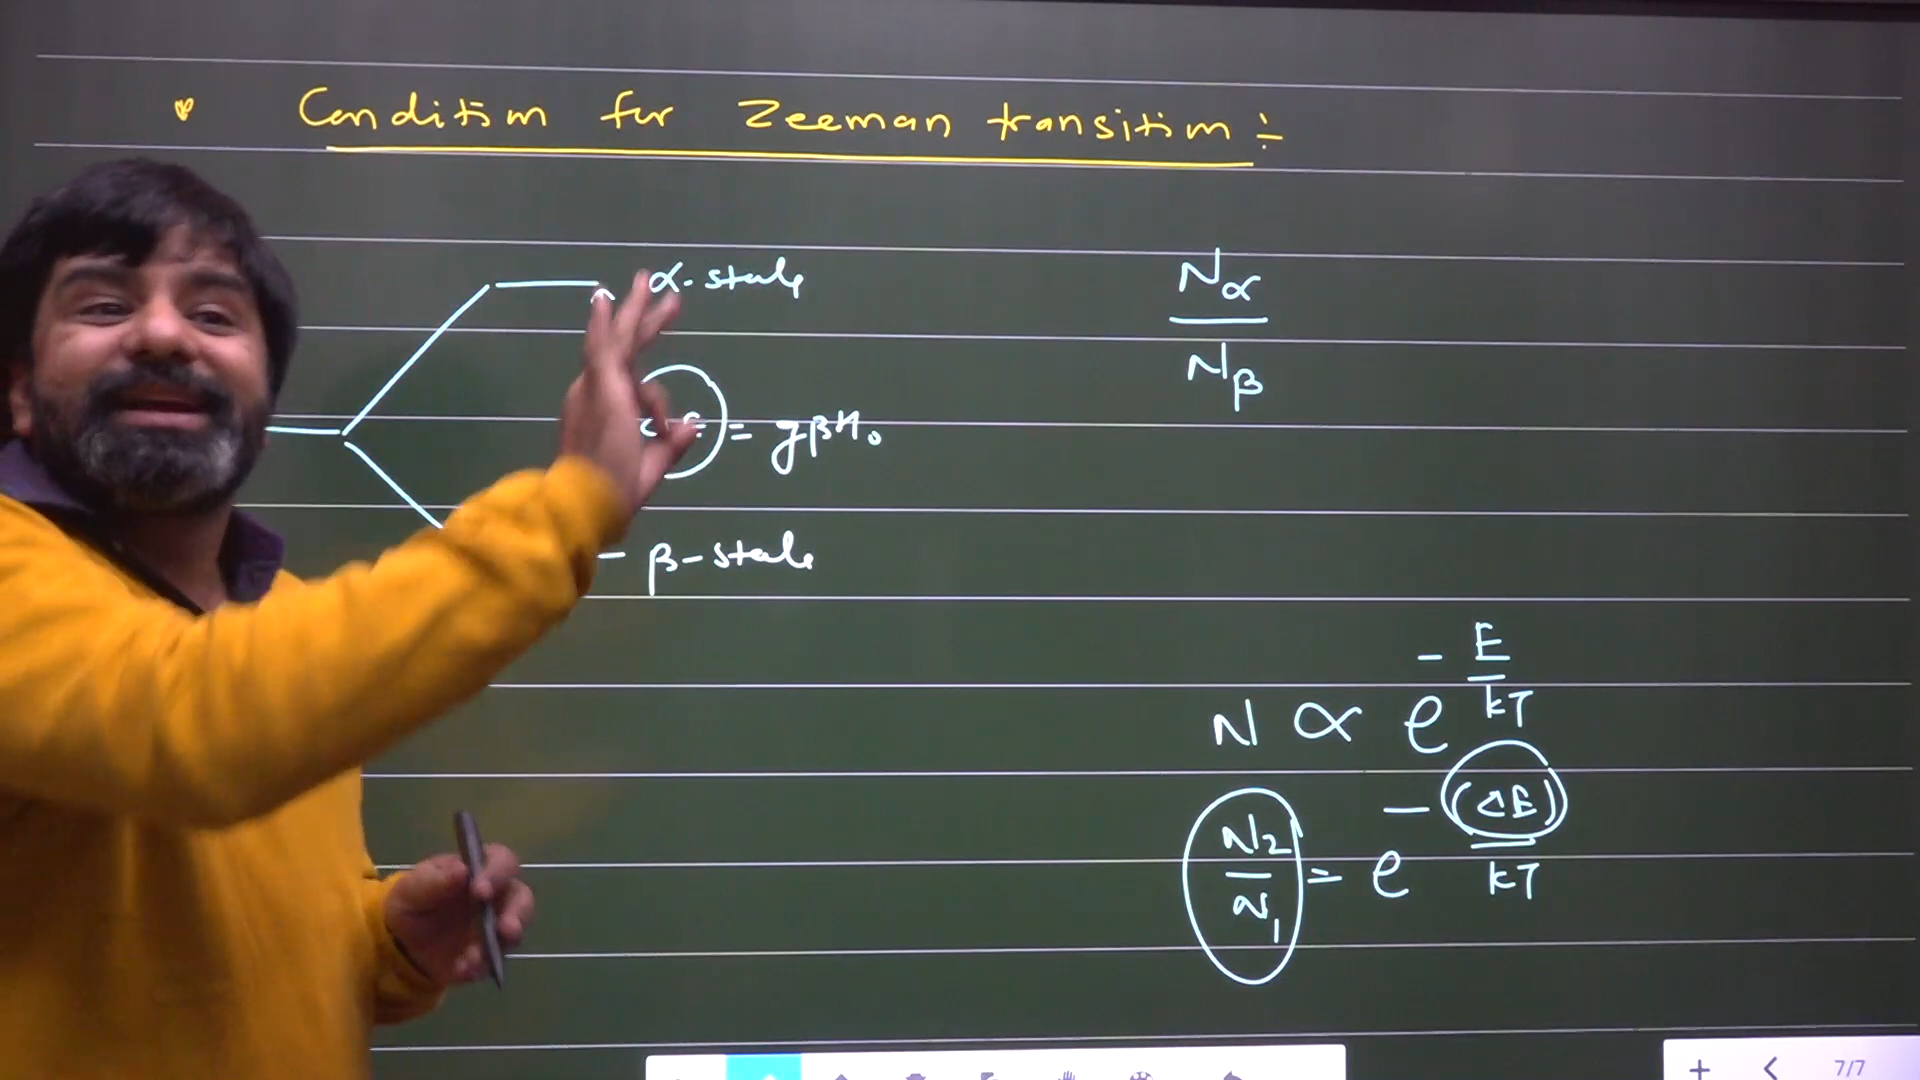 Condition for Zeeman transition :-
α-state
Nα
Nβ
= gβH₀
β-state
N ∝ e^(-E/kT)
N₂/N₁ = e^(-(ΔE)/kT)
7/7